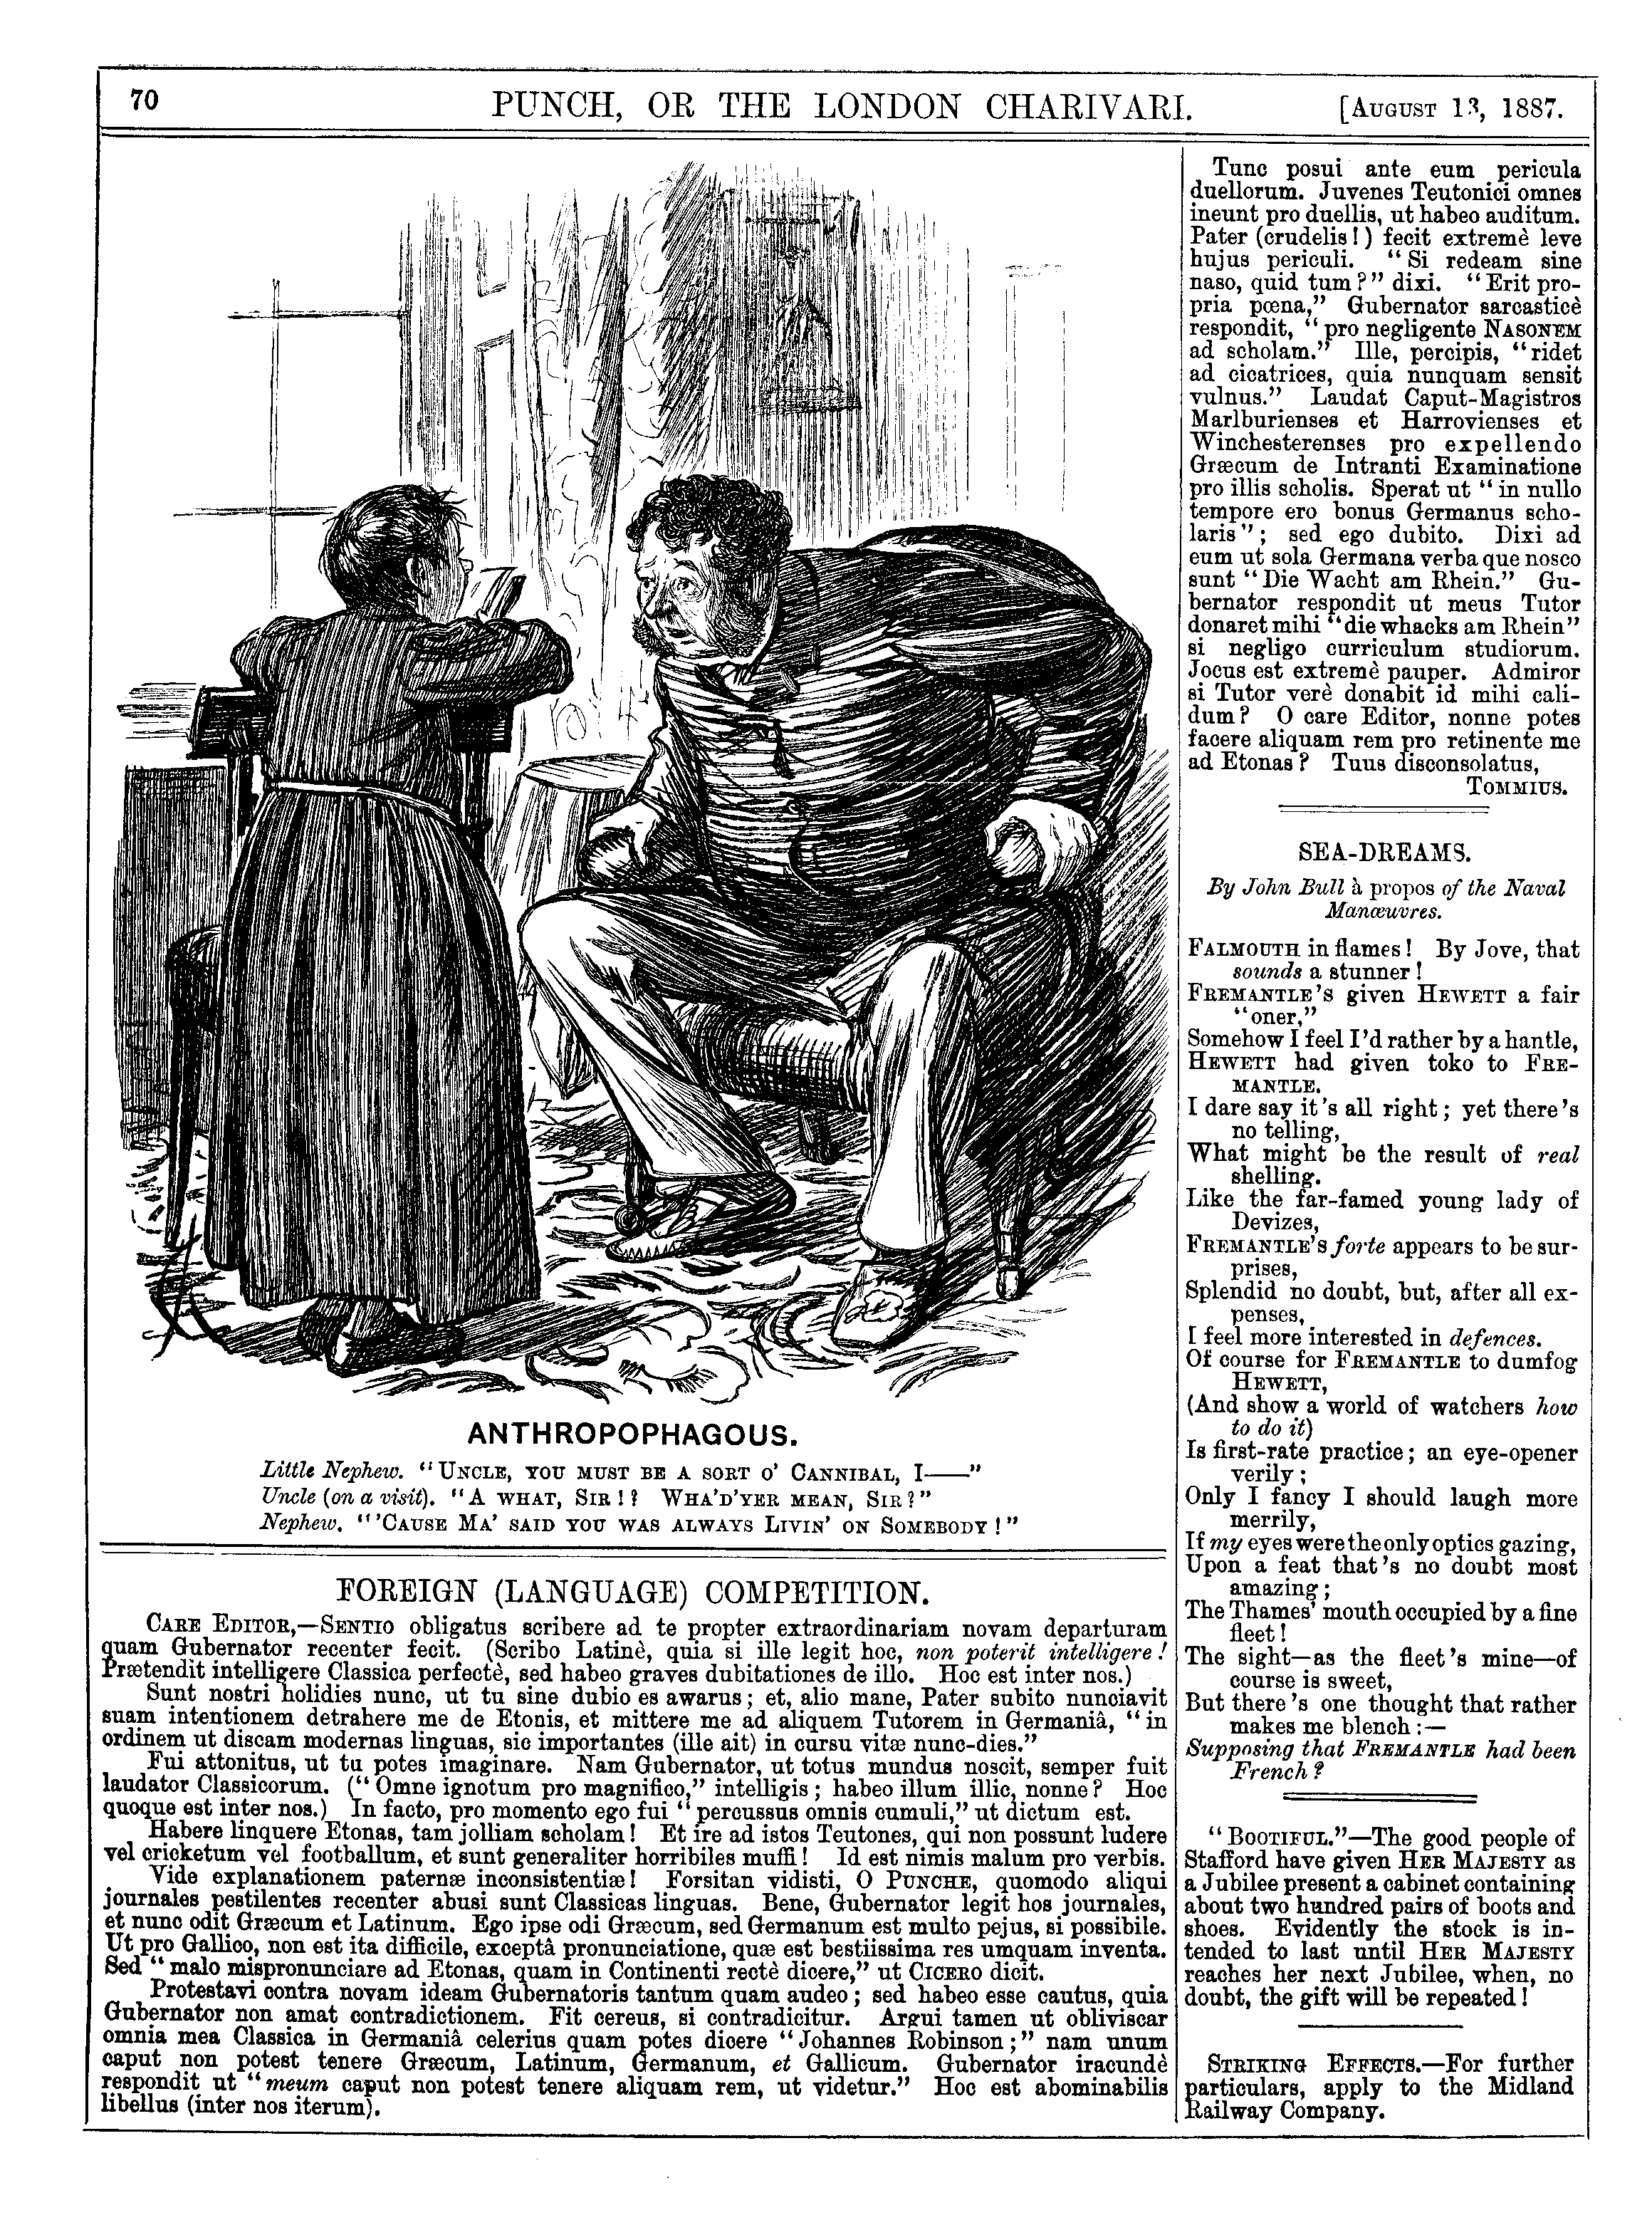 70
PUNCH, OR THE LONDON CHARIVARI.
[AUGUST 13, 1887.
ANTHROPOPHAGOUS.
Little Nephew. "UNCLE, YOU MUST BE A SORT O' CANNIBAL, I——"
Uncle (on a visit). "A WHAT, SIR!? WHA'D'YER MEAN, SIR?"
Nephew. "'CAUSE MA' SAID YOU WAS ALWAYS LIVIN' ON SOMEBODY!"
FOREIGN (LANGUAGE) COMPETITION.
CARE EDITOR,—SENTIO obligatus scribere ad te propter extraordinariam novam departuram
quam Gubernator recenter fecit. (Scribo Latinè, quia si ille legit hoc, non poterit intelligere!
Prætendit intelligere Classica perfectè, sed habeo graves dubitationes de illo. Hoc est inter nos.)
Sunt nostri holidies nunc, ut tu sine dubio es awarus; et, alio mane, Pater subito nunciavit
suam intentionem detrahere me de Etonis, et mittere me ad aliquem Tutorem in Germaniâ, "in
ordinem ut discam modernas linguas, sic importantes (ille ait) in cursu vitæ nunc-dies."
Fui attonitus, ut tu potes imaginare. Nam Gubernator, ut totus mundus noscit, semper fuit
laudator Classicorum. ("Omne ignotum pro magnifico," intelligis; habeo illum illic, nonne? Hoc
quoque est inter nos.) In facto, pro momento ego fui "percussus omnis cumuli," ut dictum est.
Habere linquere Etonas, tam jolliam scholam! Et ire ad istos Teutones, qui non possunt ludere
vel cricketum vel footballum, et sunt generaliter horribiles muffi! Id est nimis malum pro verbis.
Vide explanationem paternæ inconsistentiæ! Forsitan vidisti, O PUNCHE, quomodo aliqui
journales pestilentes recenter abusi sunt Classicas linguas. Bene, Gubernator legit hos journales,
et nunc odit Græcum et Latinum. Ego ipse odi Græcum, sed Germanum est multo pejus, si possibile.
Ut pro Gallico, non est ita difficile, exceptâ pronunciatione, quæ est bestiissima res umquam inventa.
Sed "malo mispronunciare ad Etonas, quam in Continenti rectè dicere," ut CICERO dicit.
Protestavi contra novam ideam Gubernatoris tantum quam audeo; sed habeo esse cautus, quia
Gubernator non amat contradictionem. Fit cereus, si contradicitur. Argui tamen ut obliviscar
omnia mea Classica in Germaniâ celerius quam potes dicere "Johannes Robinson;" nam unum
caput non potest tenere Græcum, Latinum, Germanum, et Gallicum. Gubernator iracundè
respondit ut "meum caput non potest tenere aliquam rem, ut videtur." Hoc est abominabilis
libellus (inter nos iterum).
Tunc posui ante eum pericula
duellorum. Juvenes Teutonici omnes
ineunt pro duellis, ut habeo auditum.
Pater (crudelis!) fecit extremè leve
hujus periculi. "Si redeam sine
naso, quid tum?" dixi. "Erit pro-
pria pœna," Gubernator sarcasticè
respondit, "pro negligente NASONEM
ad scholam." Ille, percipis, "ridet
ad cicatrices, quia nunquam sensit
vulnus." Laudat Caput-Magistros
Marlburienses et Harrovienses et
Winchesterenses pro expellendo
Græcum de Intranti Examinatione
pro illis scholis. Sperat ut "in nullo
tempore ero bonus Germanus scho-
laris"; sed ego dubito. Dixi ad
eum ut sola Germana verba que nosco
sunt "Die Wacht am Rhein." Gu-
bernator respondit ut meus Tutor
donaret mihi "die whacks am Rhein"
si negligo curriculum studiorum.
Jocus est extremè pauper. Admiror
si Tutor verè donabit id mihi cali-
dum? O care Editor, nonne potes
facere aliquam rem pro retinente me
ad Etonas? Tuus disconsolatus,
TOMMIUS.
SEA-DREAMS.
By John Bull à propos of the Naval
Manœuvres.
FALMOUTH in flames! By Jove, that
sounds a stunner!
FREMANTLE'S given HEWETT a fair
"oner,"
Somehow I feel I'd rather by a hantle,
HEWETT had given toko to FRE-
MANTLE.
I dare say it's all right; yet there's
no telling,
What might be the result of real
shelling.
Like the far-famed young lady of
Devizes,
FREMANTLE'S forte appears to be sur-
prises,
Splendid no doubt, but, after all ex-
penses,
I feel more interested in defences.
Of course for FREMANTLE to dumfog
HEWETT,
(And show a world of watchers how
to do it)
Is first-rate practice; an eye-opener
verily;
Only I fancy I should laugh more
merrily,
If my eyes were the only optics gazing,
Upon a feat that's no doubt most
amazing;
The Thames' mouth occupied by a fine
fleet!
The sight—as the fleet's mine—of
course is sweet,
But there's one thought that rather
makes me blench:—
Supposing that FREMANTLE had been
French?
"BOOTIFUL."—The good people of
Stafford have given HER MAJESTY as
a Jubilee present a cabinet containing
about two hundred pairs of boots and
shoes. Evidently the stock is in-
tended to last until HER MAJESTY
reaches her next Jubilee, when, no
doubt, the gift will be repeated!
STRIKING EFFECTS.—For further
particulars, apply to the Midland
Railway Company.